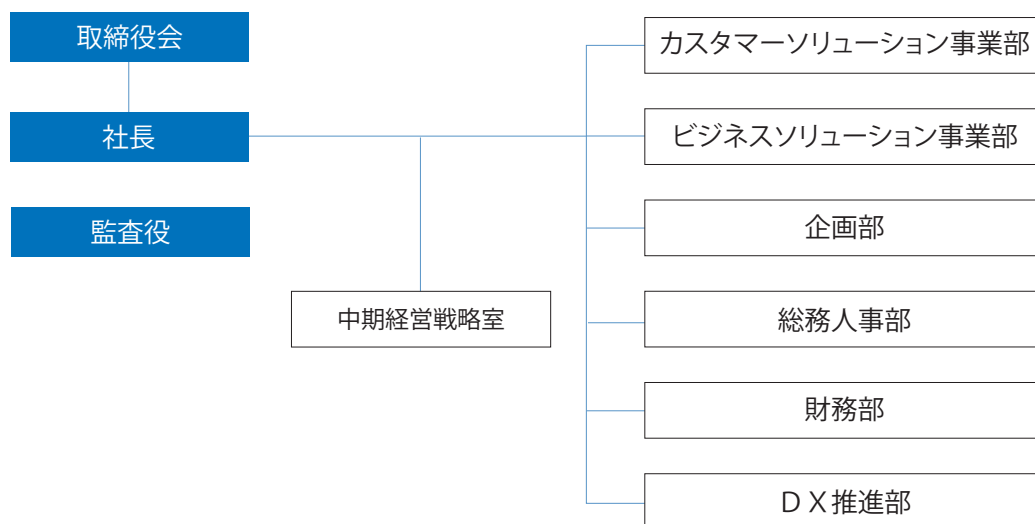 取締役会
社長
監査役
中期経営戦略室
カスタマーソリューション事業部
ビジネスソリューション事業部
企画部
総務人事部
財務部
ＤＸ推進部